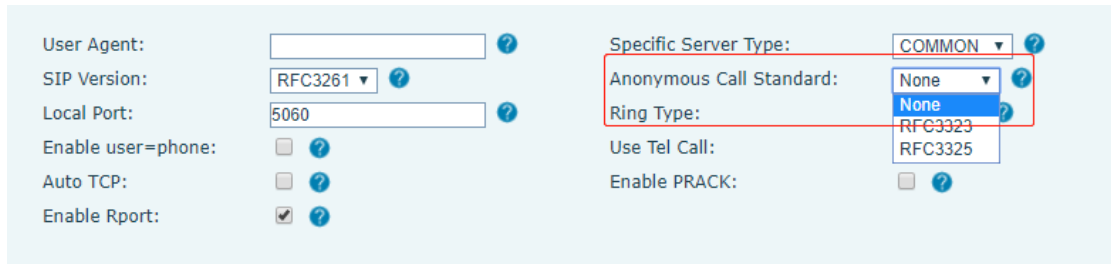 User Agent:
Specific Server Type: COMMON
SIP Version: RFC3261
Anonymous Call Standard: None
None
Local Port: 5060
Ring Type:
RFC3323
Enable user=phone:
Use Tel Call:
RFC3325
Auto TCP:
Enable PRACK:
Enable Rport: